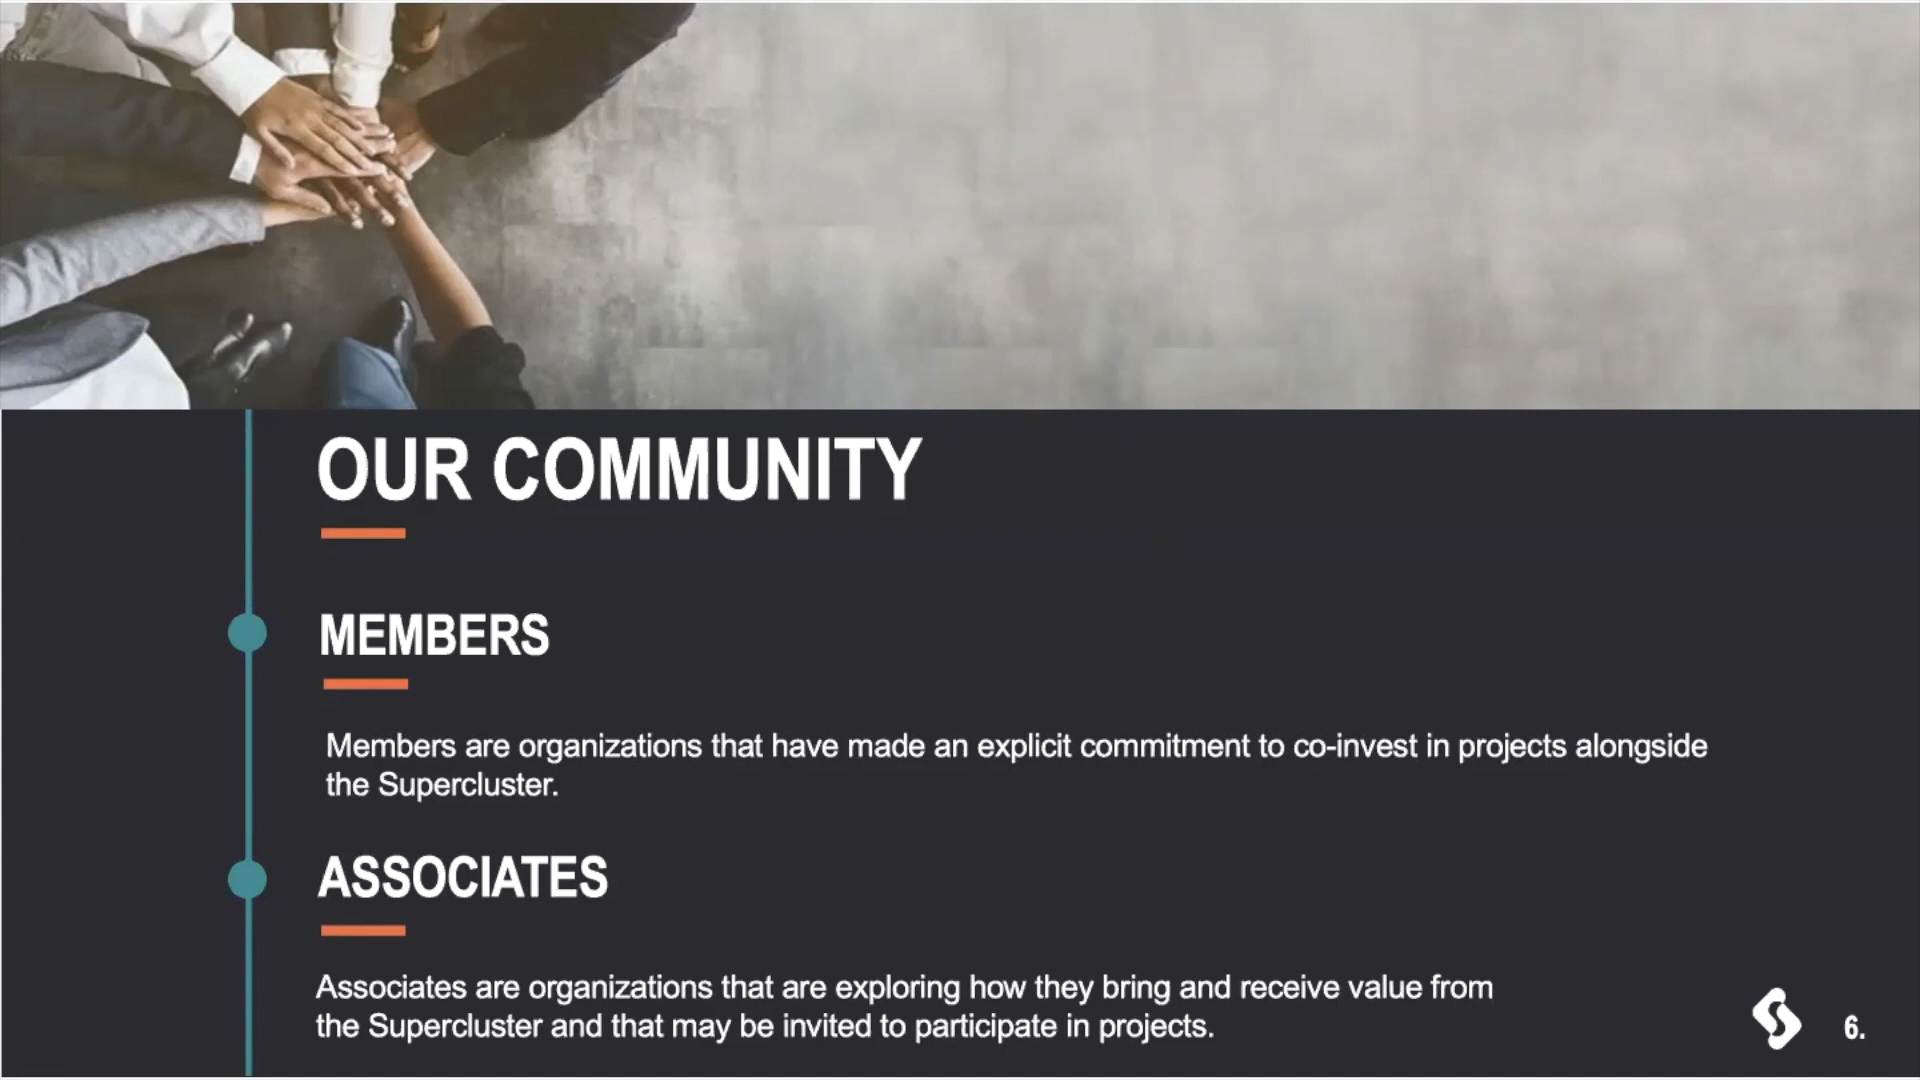 OUR COMMUNITY
MEMBERS
Members are organizations that have made an explicit commitment to co-invest in projects alongside
the Supercluster.
ASSOCIATES
Associates are organizations that are exploring how they bring and receive value from
the Supercluster and that may be invited to participate in projects.
6.